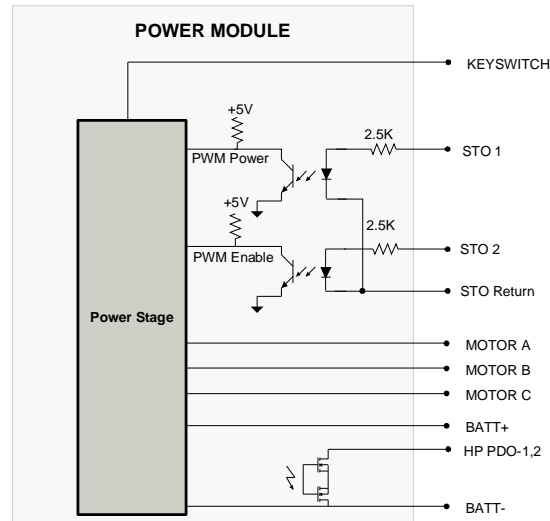 POWER MODULE
KEYSWITCH
+5V
2.5K
STO 1
PWM Power
+5V
2.5K
STO 2
PWM Enable
STO Return
Power Stage
MOTOR A
MOTOR B
MOTOR C
BATT+
HP PDO-1,2
BATT-